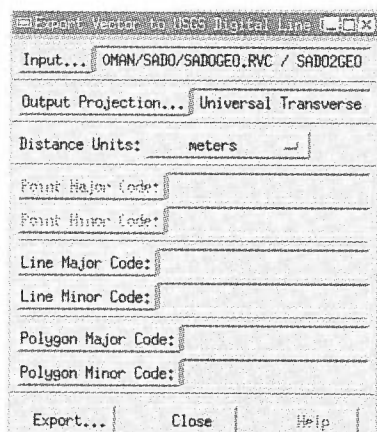 Export Vector to USGS Digital Line
Input... OMAN/SADO/SADOGEO.RVC / SADO2GEO
Output Projection... Universal Transverse
Distance Units: meters
Point Major Code:
Point Minor Code:
Line Major Code:
Line Minor Code:
Polygon Major Code:
Polygon Minor Code:
Export... Close Help